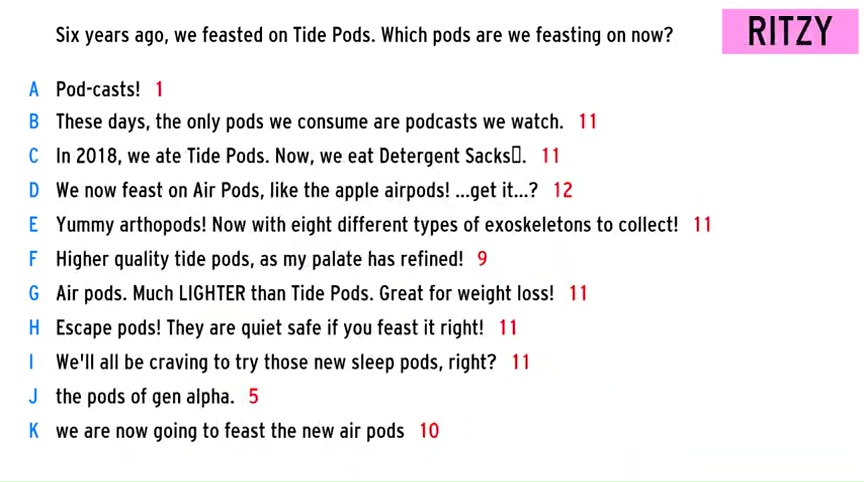 Six years ago, we feasted on Tide Pods. Which pods are we feasting on now?
RITZY
A Pod-casts! 1
B These days, the only pods we consume are podcasts we watch. 11
C In 2018, we ate Tide Pods. Now, we eat Detergent Sacks▯. 11
D We now feast on Air Pods, like the apple airpods! ...get it...? 12
E Yummy arthopods! Now with eight different types of exoskeletons to collect! 11
F Higher quality tide pods, as my palate has refined! 9
G Air pods. Much LIGHTER than Tide Pods. Great for weight loss! 11
H Escape pods! They are quiet safe if you feast it right! 11
I We'll all be craving to try those new sleep pods, right? 11
J the pods of gen alpha. 5
K we are now going to feast the new air pods 10